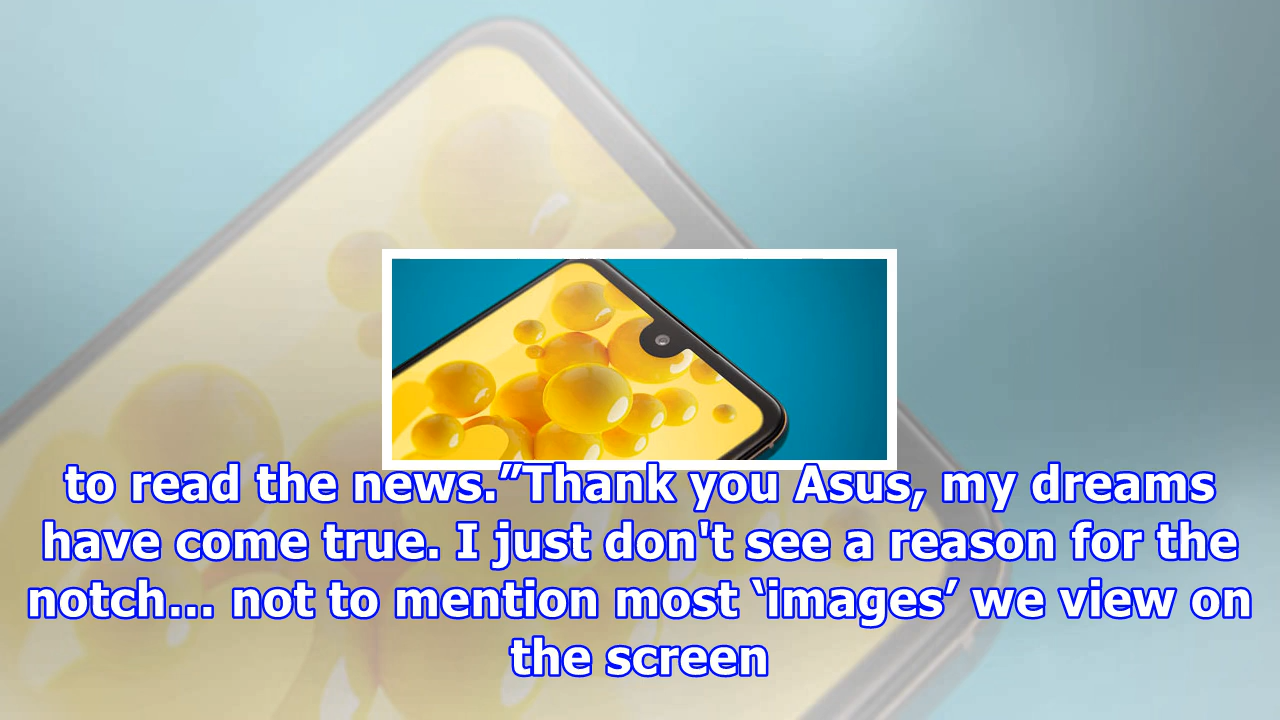 to read the news.”Thank you Asus, my dreams
have come true. I just don't see a reason for the
notch... not to mention most ‘images’ we view on
the screen